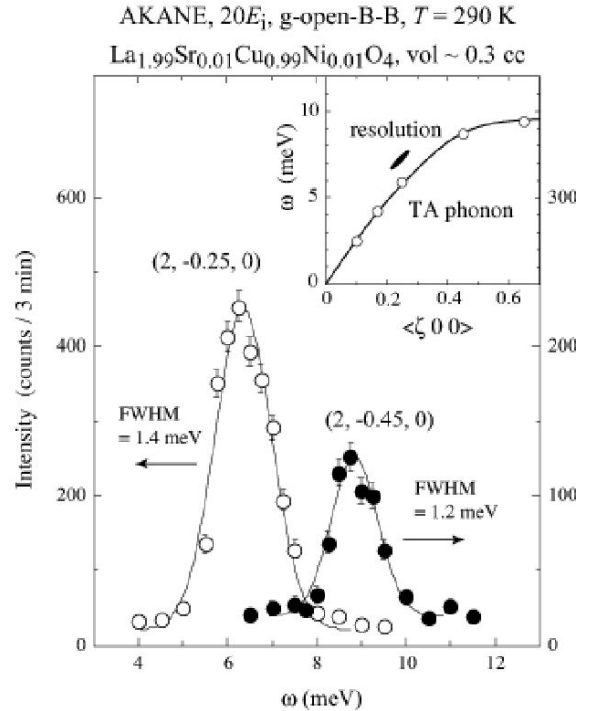 AKANE, 20Eᵢ, g-open-B-B, T = 290 K
La₁.₉₉Sr₀.₀₁Cu₀.₉₉Ni₀.₀₁O₄, vol ~ 0.3 cc
10
resolution
ω (meV)
5
TA phonon
0
0 0.2 0.4 0.6
<ζ 0 0>
600
300
(2, -0.25, 0)
Intensity (counts / 3 min)
400
200
(2, -0.45, 0)
FWHM
= 1.4 meV
FWHM
= 1.2 meV
200
100
0
0
4 6 8 10 12
ω (meV)